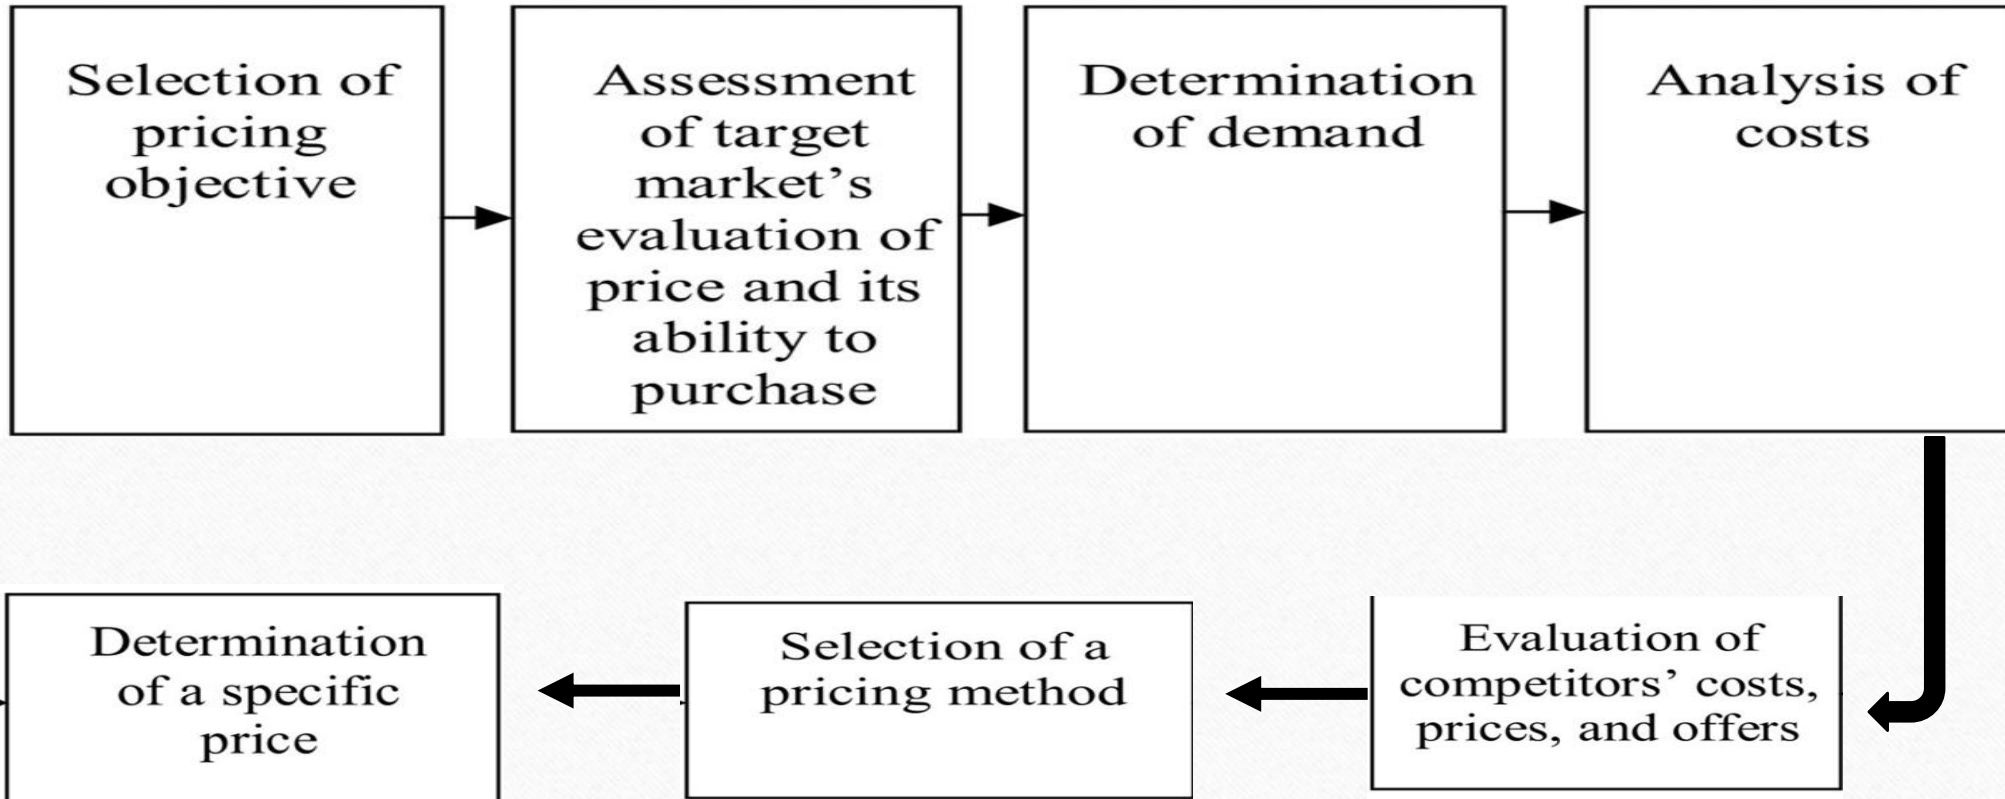 Selection of
pricing
objective
Assessment
of target
market’s
evaluation of
price and its
ability to
purchase
Determination
of demand
Analysis of
costs
Evaluation of
competitors’ costs,
prices, and offers
Selection of a
pricing method
Determination
of a specific
price